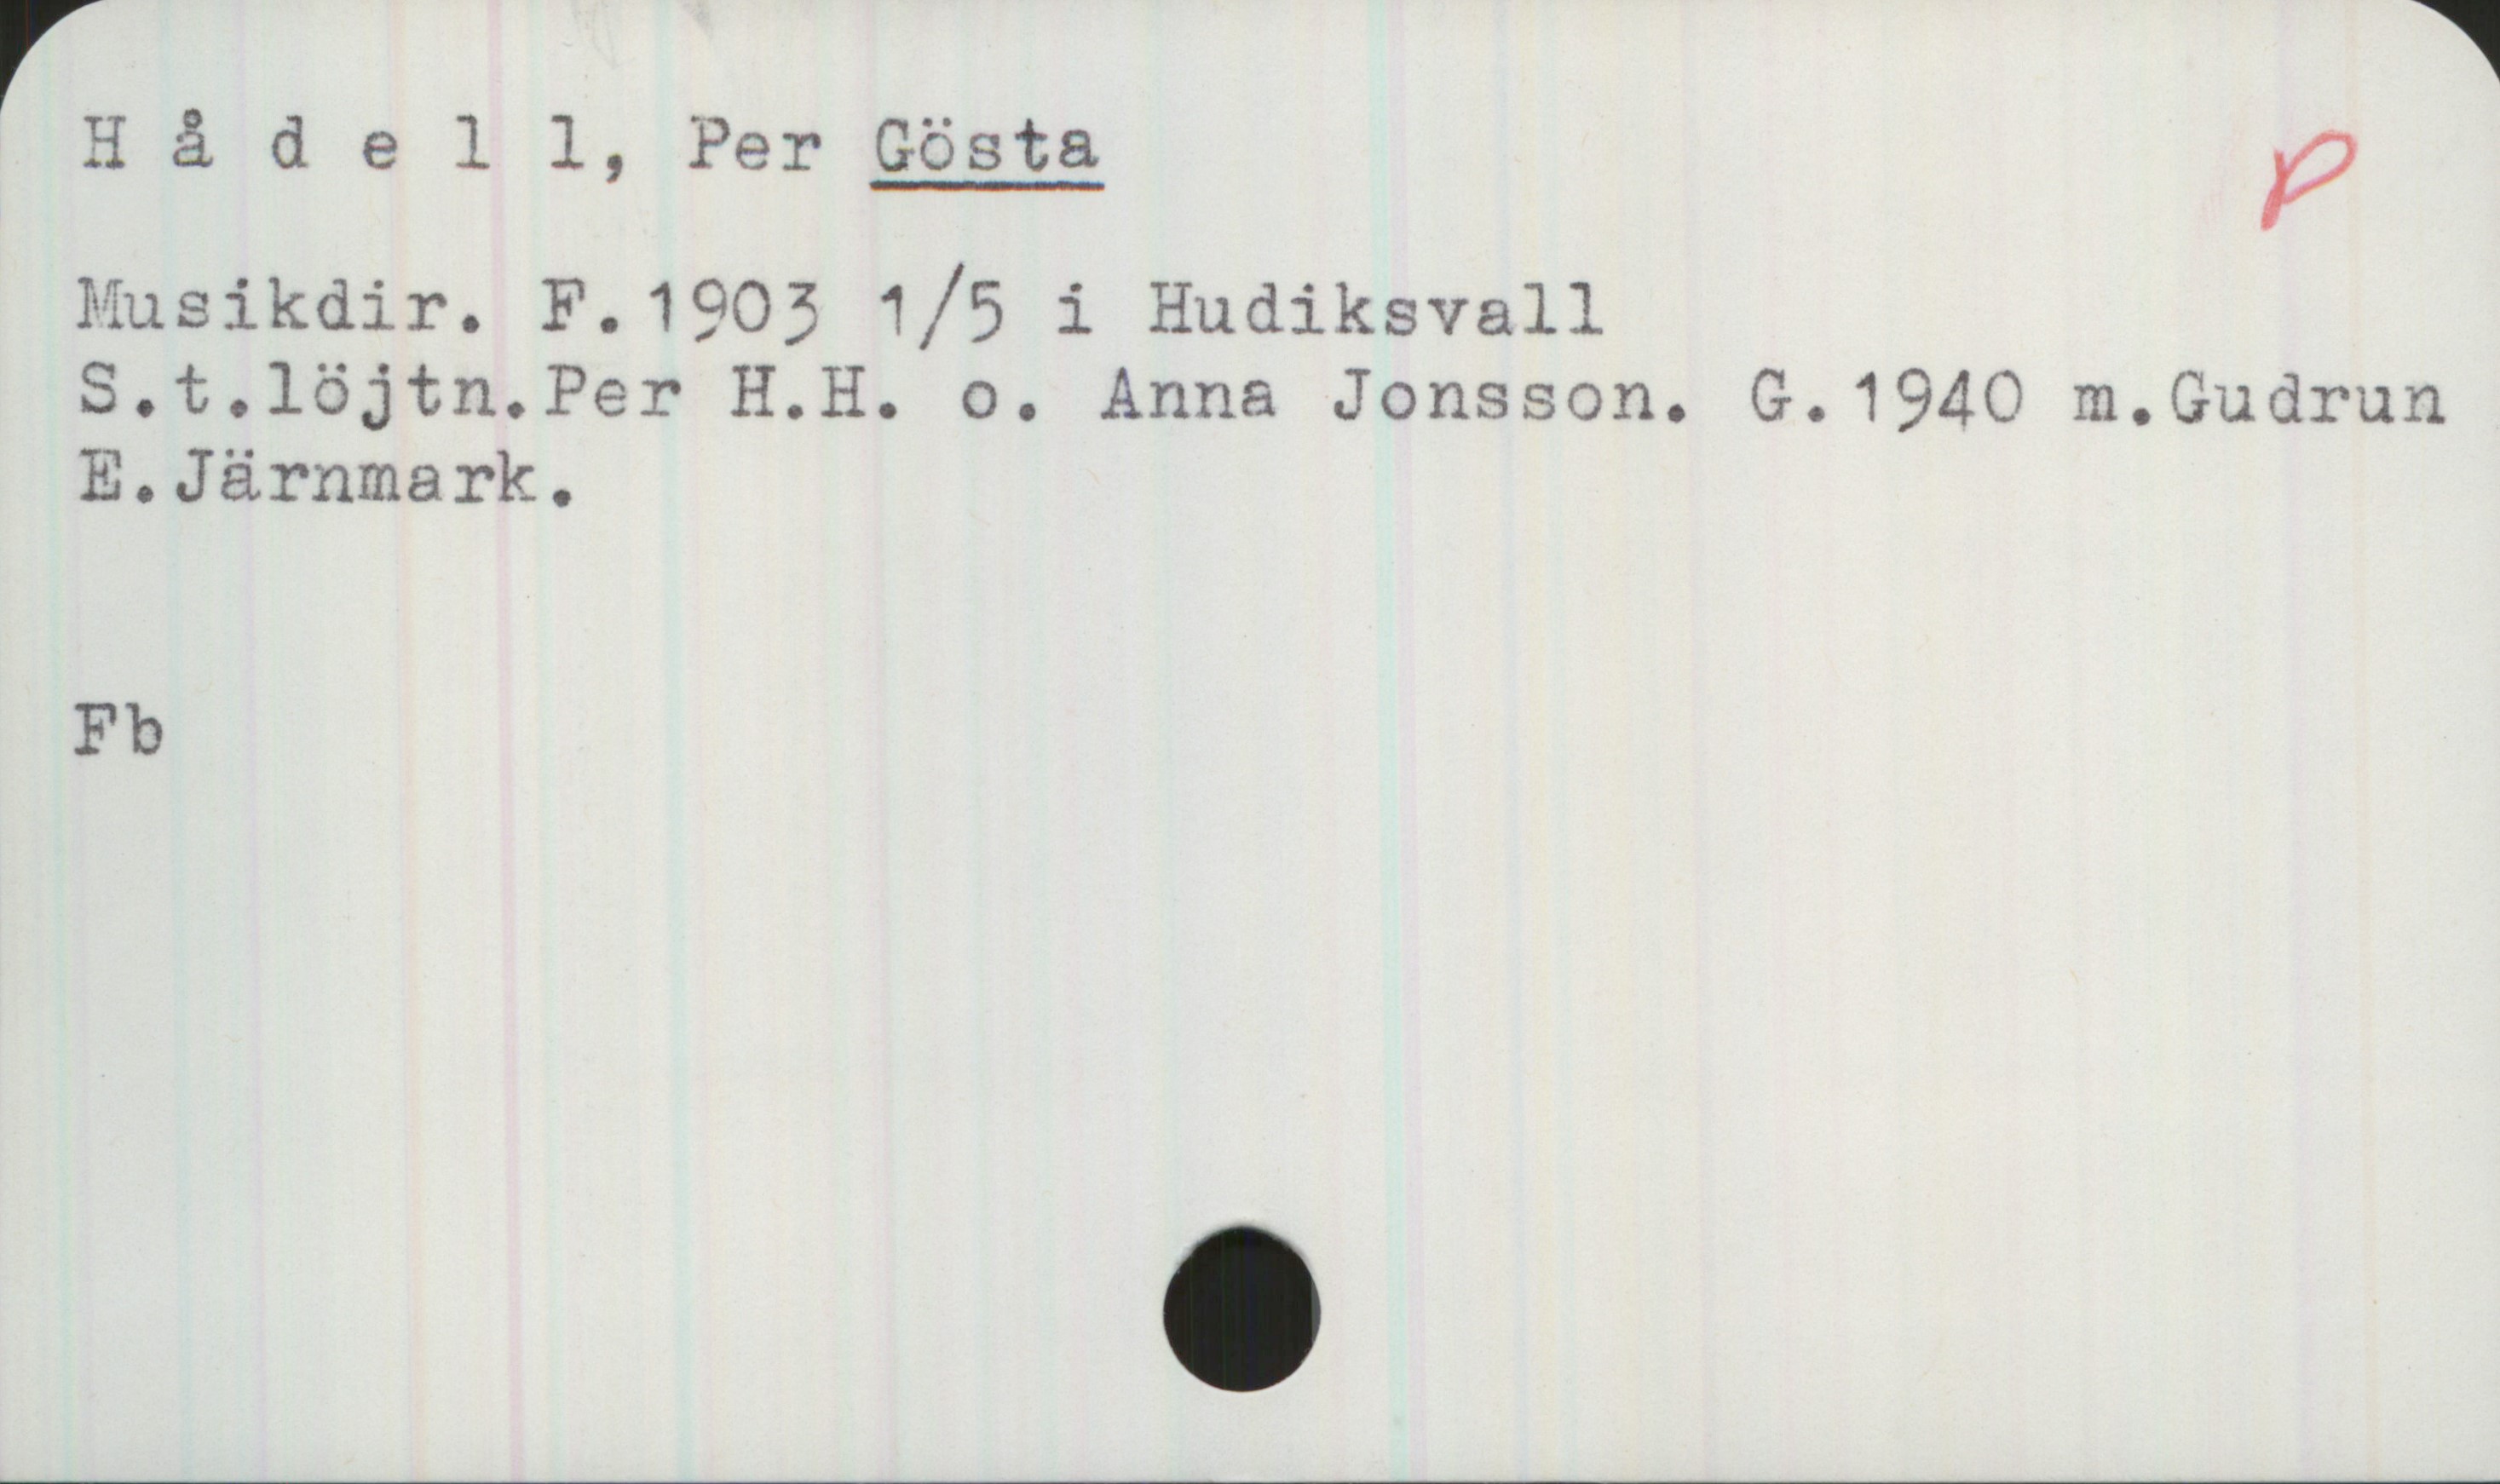 H å d e l l, Per Gösta
p
Musikdir. F.1903 1/5 i Hudiksvall
S.t.löjtn.Per H.H. o. Anna Jonsson. G.1940 m.Gudrun
E.Järnmark.
Fb